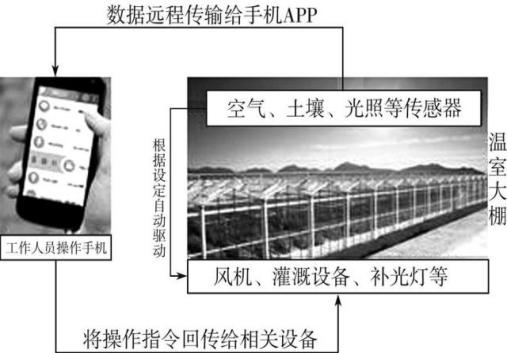 数据远程传输给手机APP
空气、土壤、光照等传感器
根据设定自动驱动
温室大棚
工作人员操作手机
风机、灌溉设备、补光灯等
将操作指令回传给相关设备